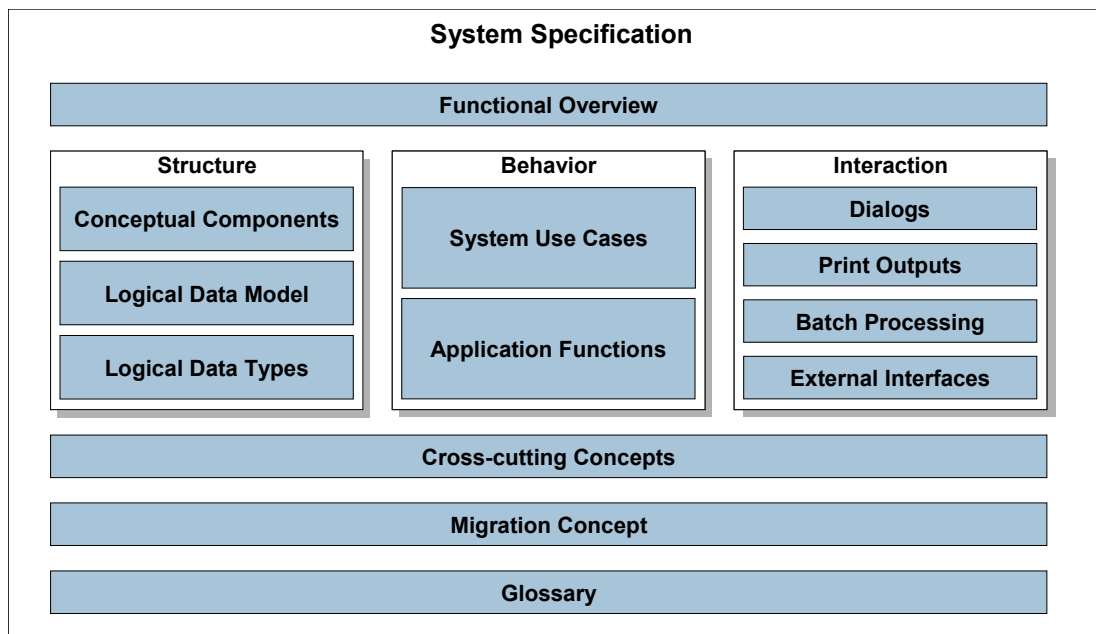 System Specification
Functional Overview
Structure
Conceptual Components
Logical Data Model
Logical Data Types
Behavior
System Use Cases
Application Functions
Interaction
Dialogs
Print Outputs
Batch Processing
External Interfaces
Cross-cutting Concepts
Migration Concept
Glossary